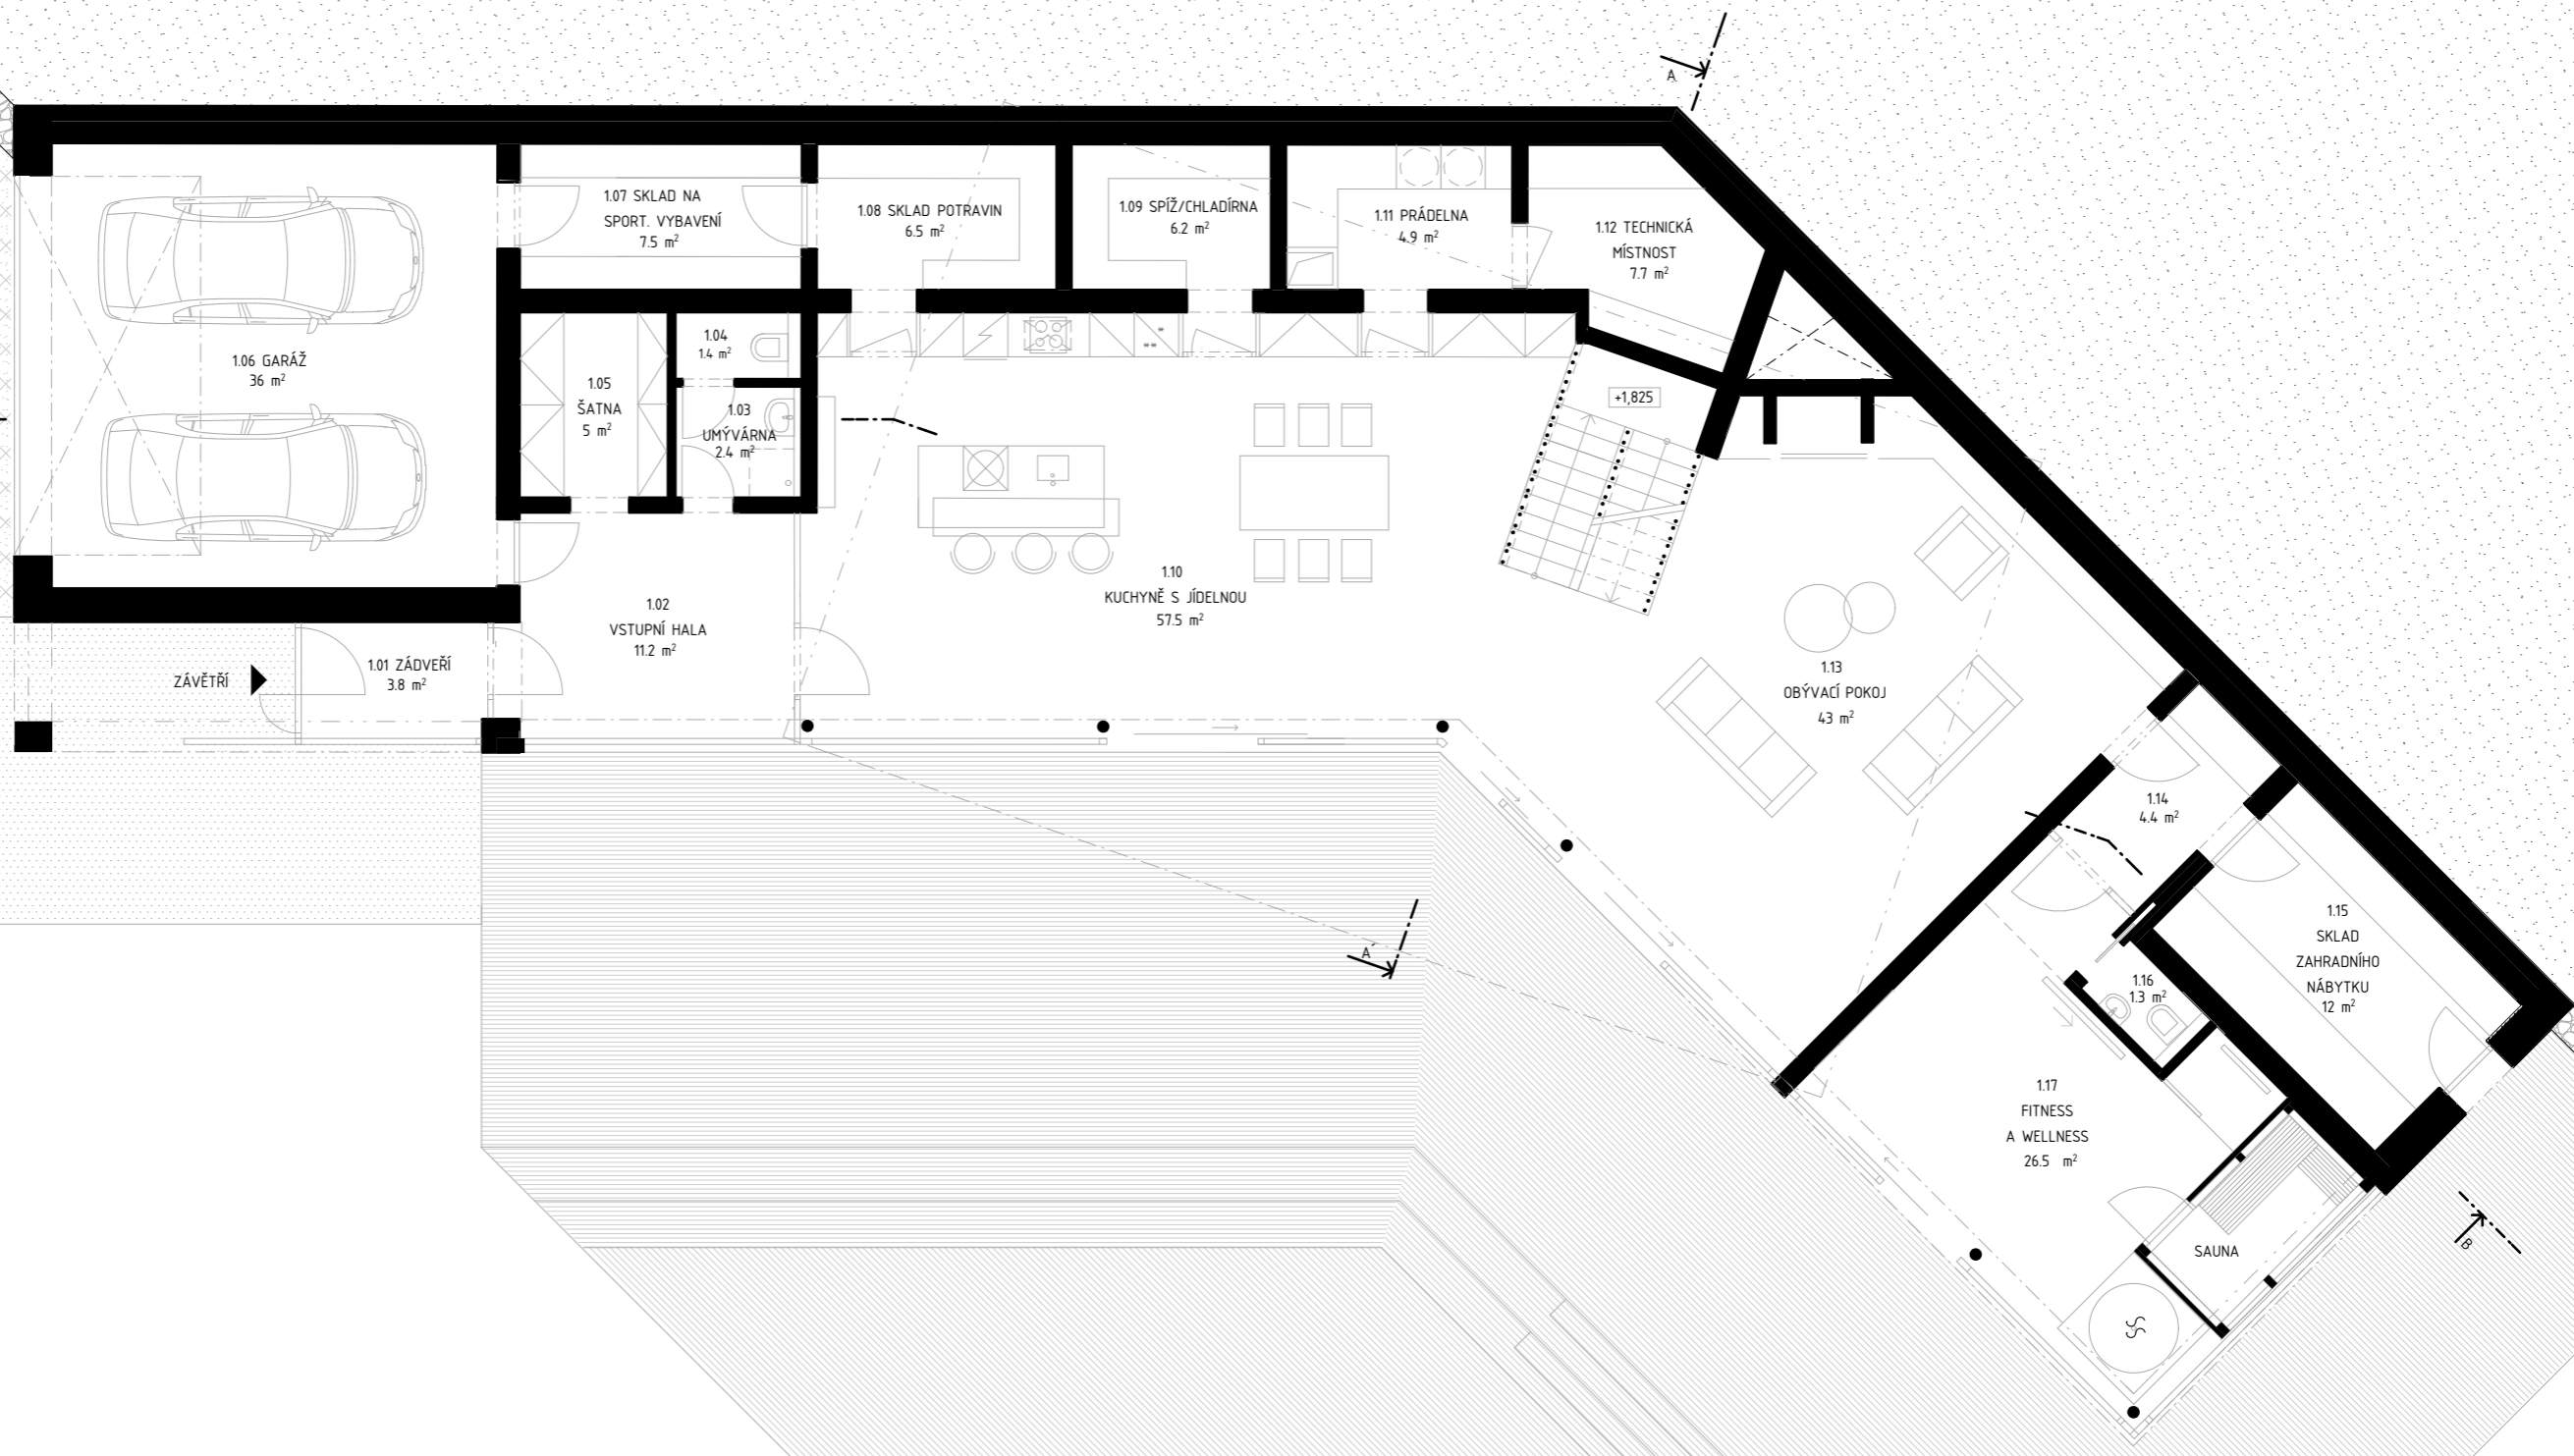 A
1.07 SKLAD NA
SPORT. VYBAVENÍ
7.5 m²
1.08 SKLAD POTRAVIN
6.5 m²
1.09 SPÍŽ/CHLADÍRNA
6.2 m²
1.11 PRÁDELNA
4.9 m²
1.12 TECHNICKÁ
MÍSTNOST
7.7 m²
1.06 GARÁŽ
36 m²
1.04
1.4 m²
1.05
ŠATNA
5 m²
1.03
UMÝVÁRNA
2.4 m²
+1,825
1.02
VSTUPNÍ HALA
11.2 m²
1.10
KUCHYNĚ S JÍDELNOU
57.5 m²
ZÁVĚTŘÍ
1.01 ZÁDVEŘÍ
3.8 m²
1.13
OBÝVACÍ POKOJ
43 m²
1.14
4.4 m²
1.15
SKLAD
ZAHRADNÍHO
NÁBYTKU
12 m²
A´
1.16
1.3 m²
1.17
FITNESS
A WELLNESS
26.5 m²
SAUNA
B